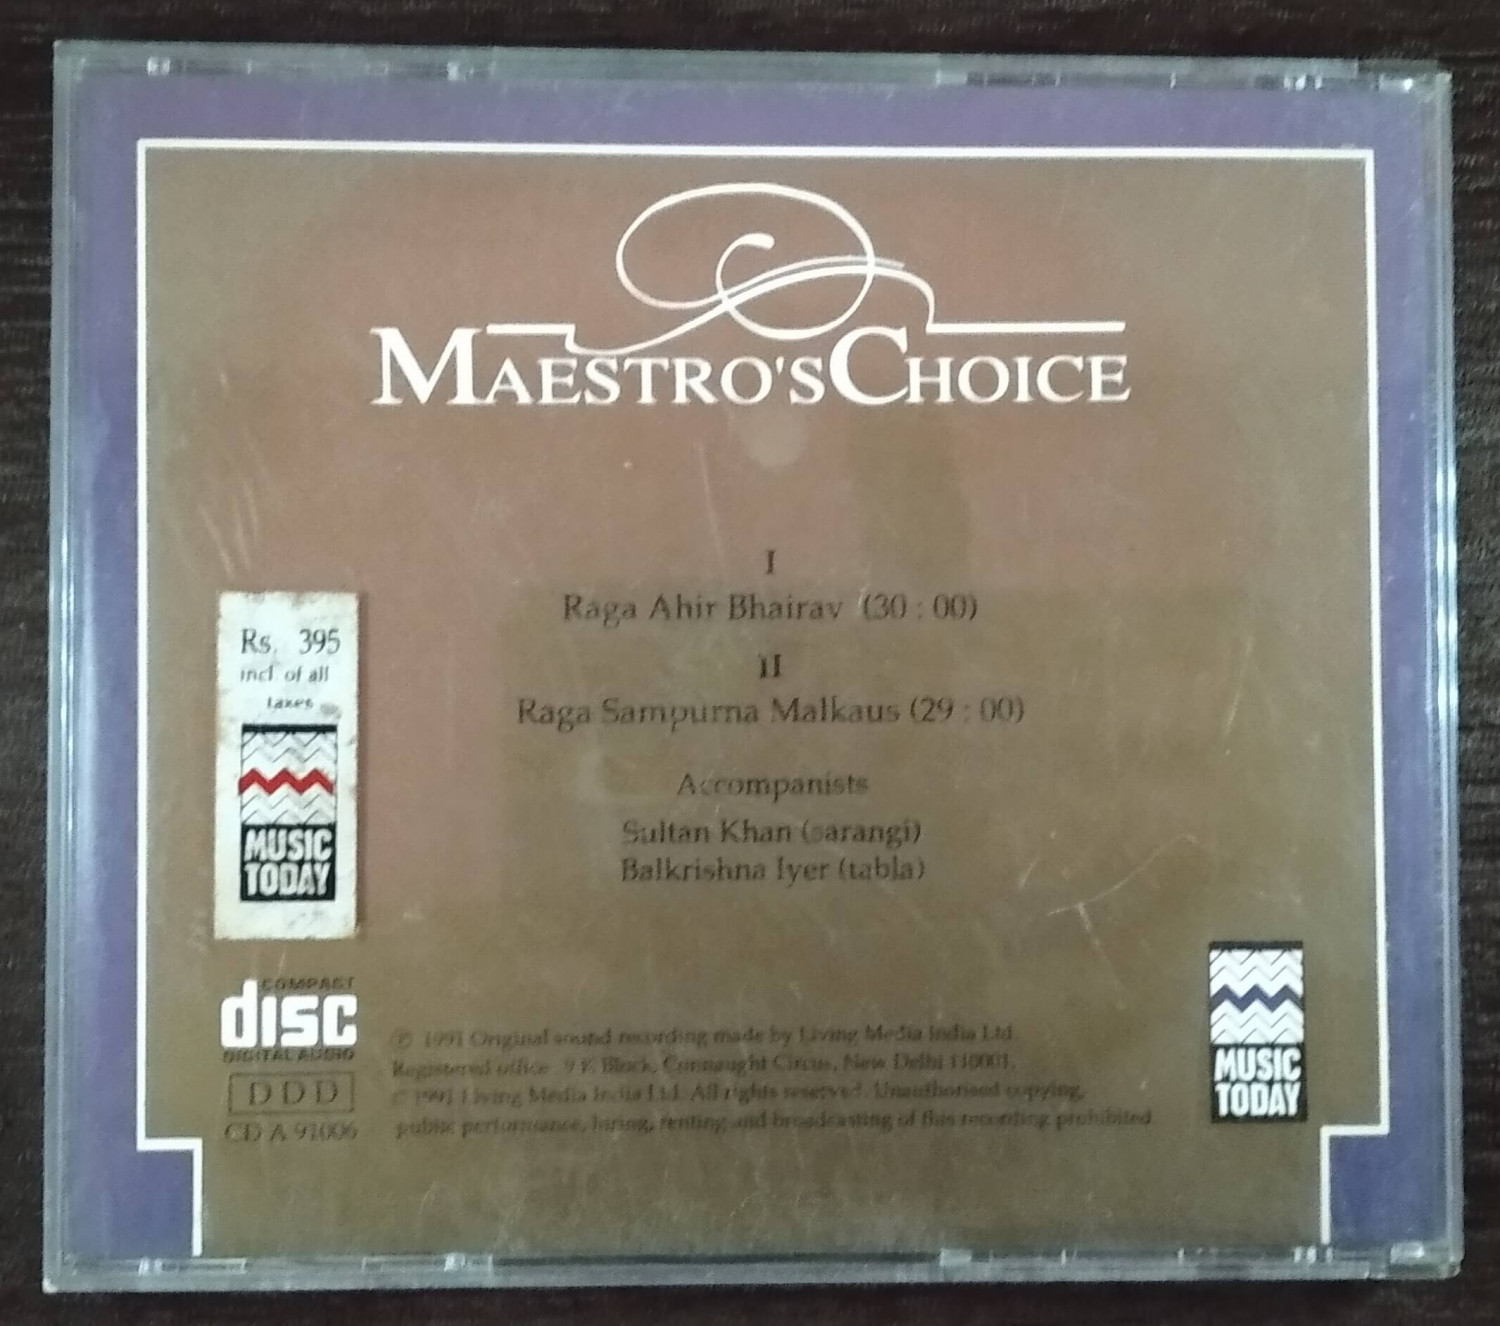 MAESTRO'S CHOICE
I
Raga Ahir Bhairav (30 : 00)
II
Raga Sampurna Malkaus (29 : 00)
Accompanists
Sultan Khan (sarangi)
Balkrishna Iyer (tabla)
Rs. 395
incl of all
taxes
MUSIC
TODAY
COMPACT
disc
DIGITAL AUDIO
DDD
CD A 91006
℗ 1991 Original sound recording made by Living Media India Ltd.
Registered office 9 K Block, Connaught Circus, New Delhi 110001.
© 1991 Living Media India Ltd. All rights reserved. Unauthorised copying,
public performance, hiring, renting and broadcasting of this recording prohibited
MUSIC
TODAY